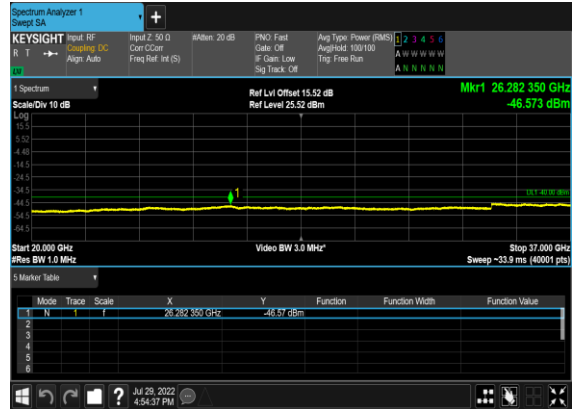 Spectrum Analyzer 1
Swept SA
+
KEYSIGHT Input: RF Input Z: 50 Ω #Atten: 20 dB PNO: Fast Avg Type: Power (RMS) 1 2 3 4 5 6
R T Coupling: DC Corr CCorr Gate: Off Avg|Hold: 100/100 A W W W W W
Align: Auto Freq Ref: Int (S) IF Gain: Low Trig: Free Run
Sig Track: Off A N N N N N
1 Spectrum Ref Lvl Offset 15.52 dB Mkr1 26.282 350 GHz
Scale/Div 10 dB Ref Level 25.52 dBm -46.573 dBm
Log
15.5
5.52
-4.48
-14.5
-24.5
-34.5
1
DL1 -40.00 dBm
-44.5
-54.5
-64.5
Start 20.000 GHz Video BW 3.0 MHz* Stop 37.000 GHz
#Res BW 1.0 MHz Sweep ~33.9 ms (40001 pts)
5 Marker Table
Mode Trace Scale X Y Function Function Width Function Value
1 N 1 f 26.282 350 GHz -46.57 dBm
2
3
4
5
6
? Jul 29, 2022
4:54:37 PM